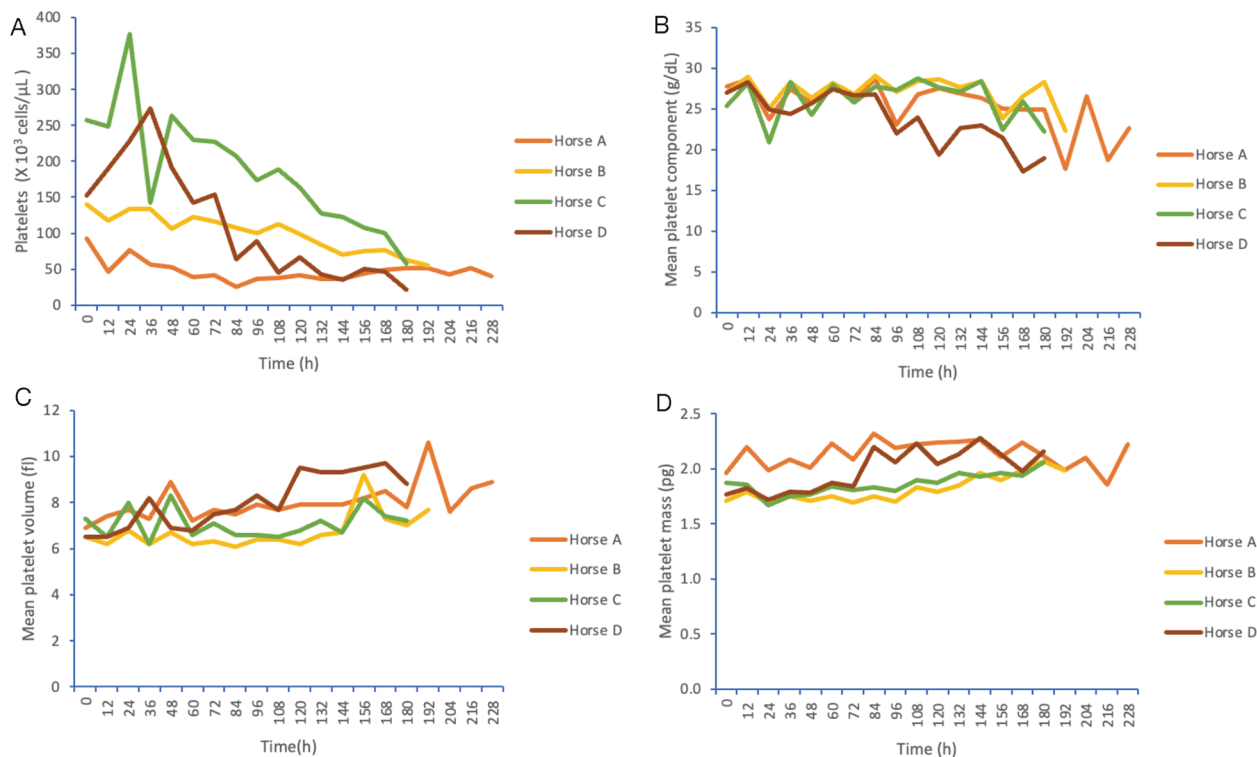 A
Platelets (X 10³ cells/µL )
400
350
300
250
200
150
100
50
0
0 12 24 36 48 60 72 84 96 108 120 132 144 156 168 180 192 204 216 228
Time (h)
Horse A
Horse B
Horse C
Horse D
B
Mean platelet component (g/dL)
35
30
25
20
15
10
5
0
0 12 24 36 48 60 72 84 96 108 120 132 144 156 168 180 192 204 216 228
Time (h)
Horse A
Horse B
Horse C
Horse D
C
Mean platelet volume (fl)
12
10
8
6
4
2
0
0 12 24 36 48 60 72 84 96 108 120 132 144 156 168 180 192 204 216 228
Time(h)
Horse A
Horse B
Horse C
Horse D
D
Mean platelet mass (pg)
2.5
2.0
1.5
1.0
0.5
0.0
0 12 24 36 48 60 72 84 96 108 120 132 144 156 168 180 192 204 216 228
Time (h)
Horse A
Horse B
Horse C
Horse D